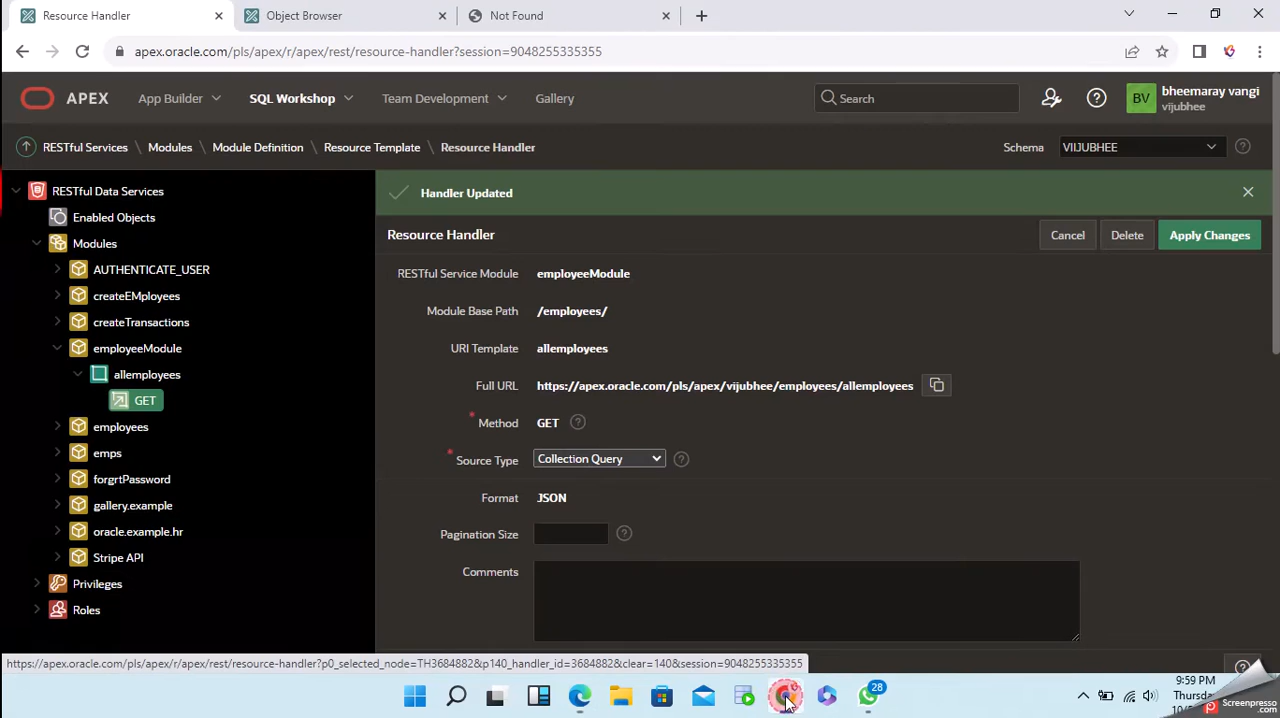 Resource Handler
Object Browser
Not Found
apex.oracle.com/pls/apex/r/apex/rest/resource-handler?session=9048255335355
APEX
App Builder
SQL Workshop
Team Development
Gallery
Search
BV
bheemaray vangi
vijubhee
RESTful Services \ Modules \ Module Definition \ Resource Template \ Resource Handler
Schema
VIIJUBHEE
RESTful Data Services
Enabled Objects
Modules
AUTHENTICATE_USER
createEMployees
createTransactions
employeeModule
allemployees
GET
employees
emps
forgrtPassword
gallery.example
oracle.example.hr
Stripe API
Privileges
Roles
Handler Updated
Resource Handler
Cancel
Delete
Apply Changes
RESTful Service Module
employeeModule
Module Base Path
/employees/
URI Template
allemployees
Full URL
https://apex.oracle.com/pls/apex/vijubhee/employees/allemployees
* Method
GET
* Source Type
Collection Query
Format
JSON
Pagination Size
Comments
https://apex.oracle.com/pls/apex/r/apex/rest/resource-handler?p0_selected_node=TH3684882&p140_handler_id=3684882&clear=140&session=9048255335355
28
9:59 PM
Thursday
Screenpresso
.com